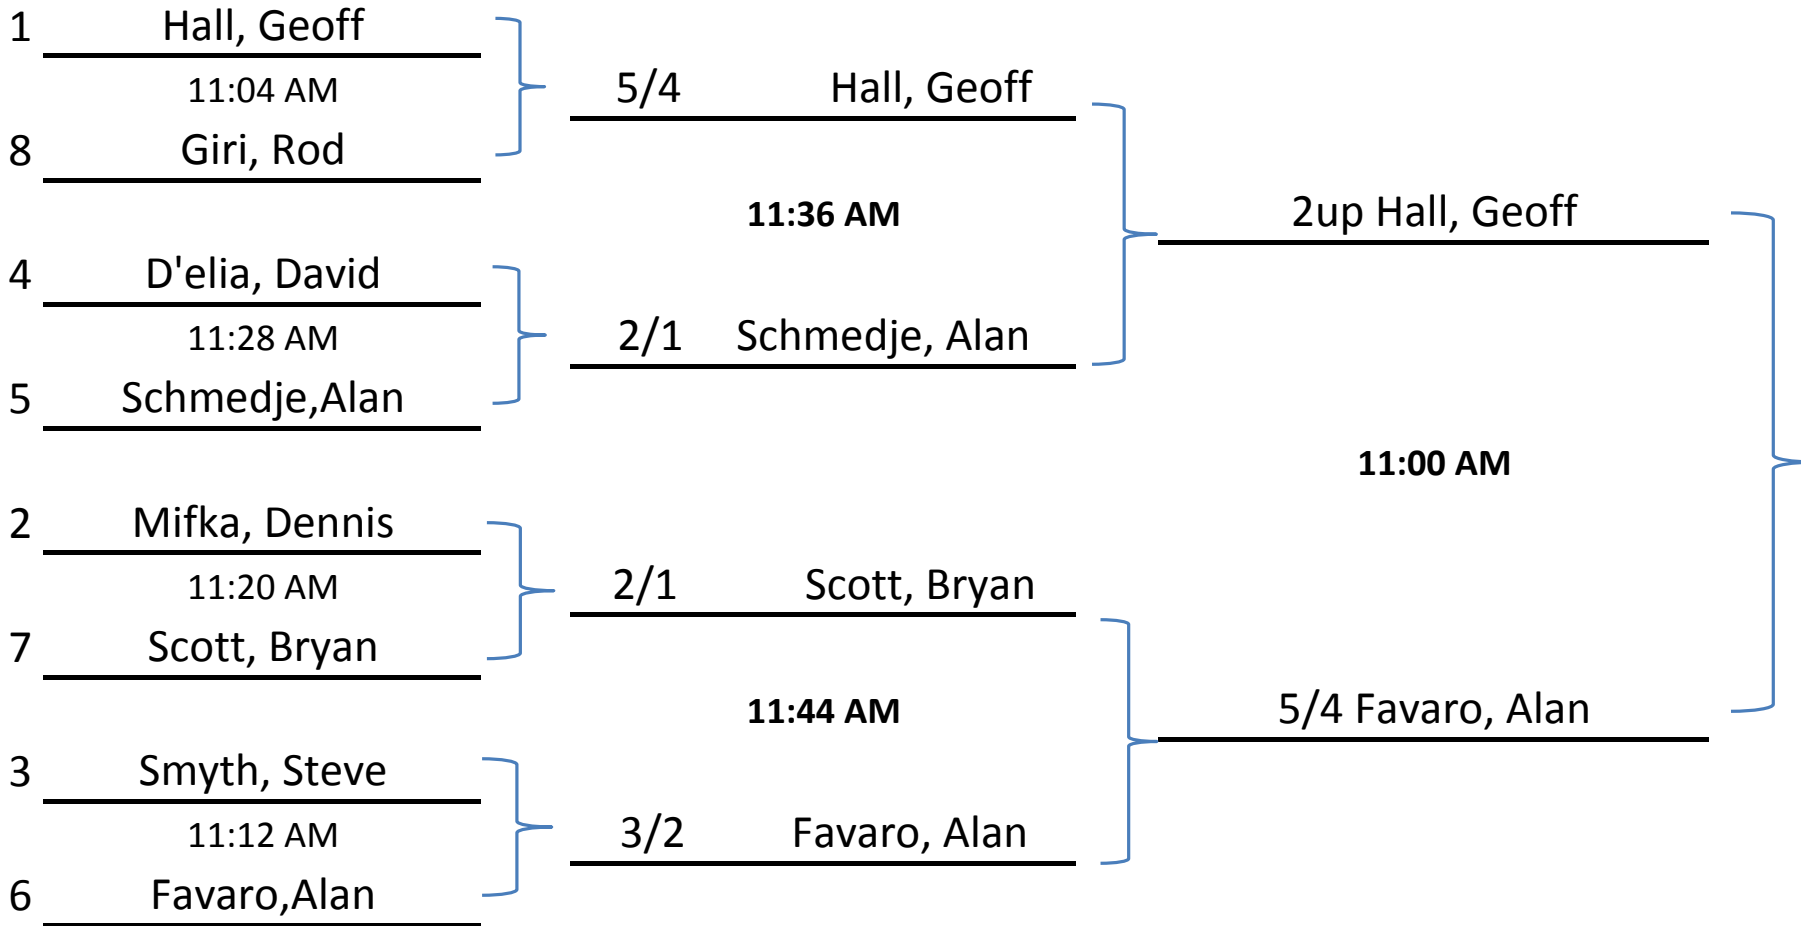 1 Hall, Geoff
11:04 AM
8 Giri, Rod
5/4 Hall, Geoff
11:36 AM
2up Hall, Geoff
4 D'elia, David
11:28 AM
5 Schmedje,Alan
2/1 Schmedje, Alan
11:00 AM
2 Mifka, Dennis
11:20 AM
7 Scott, Bryan
2/1 Scott, Bryan
11:44 AM
5/4 Favaro, Alan
3 Smyth, Steve
11:12 AM
6 Favaro,Alan
3/2 Favaro, Alan